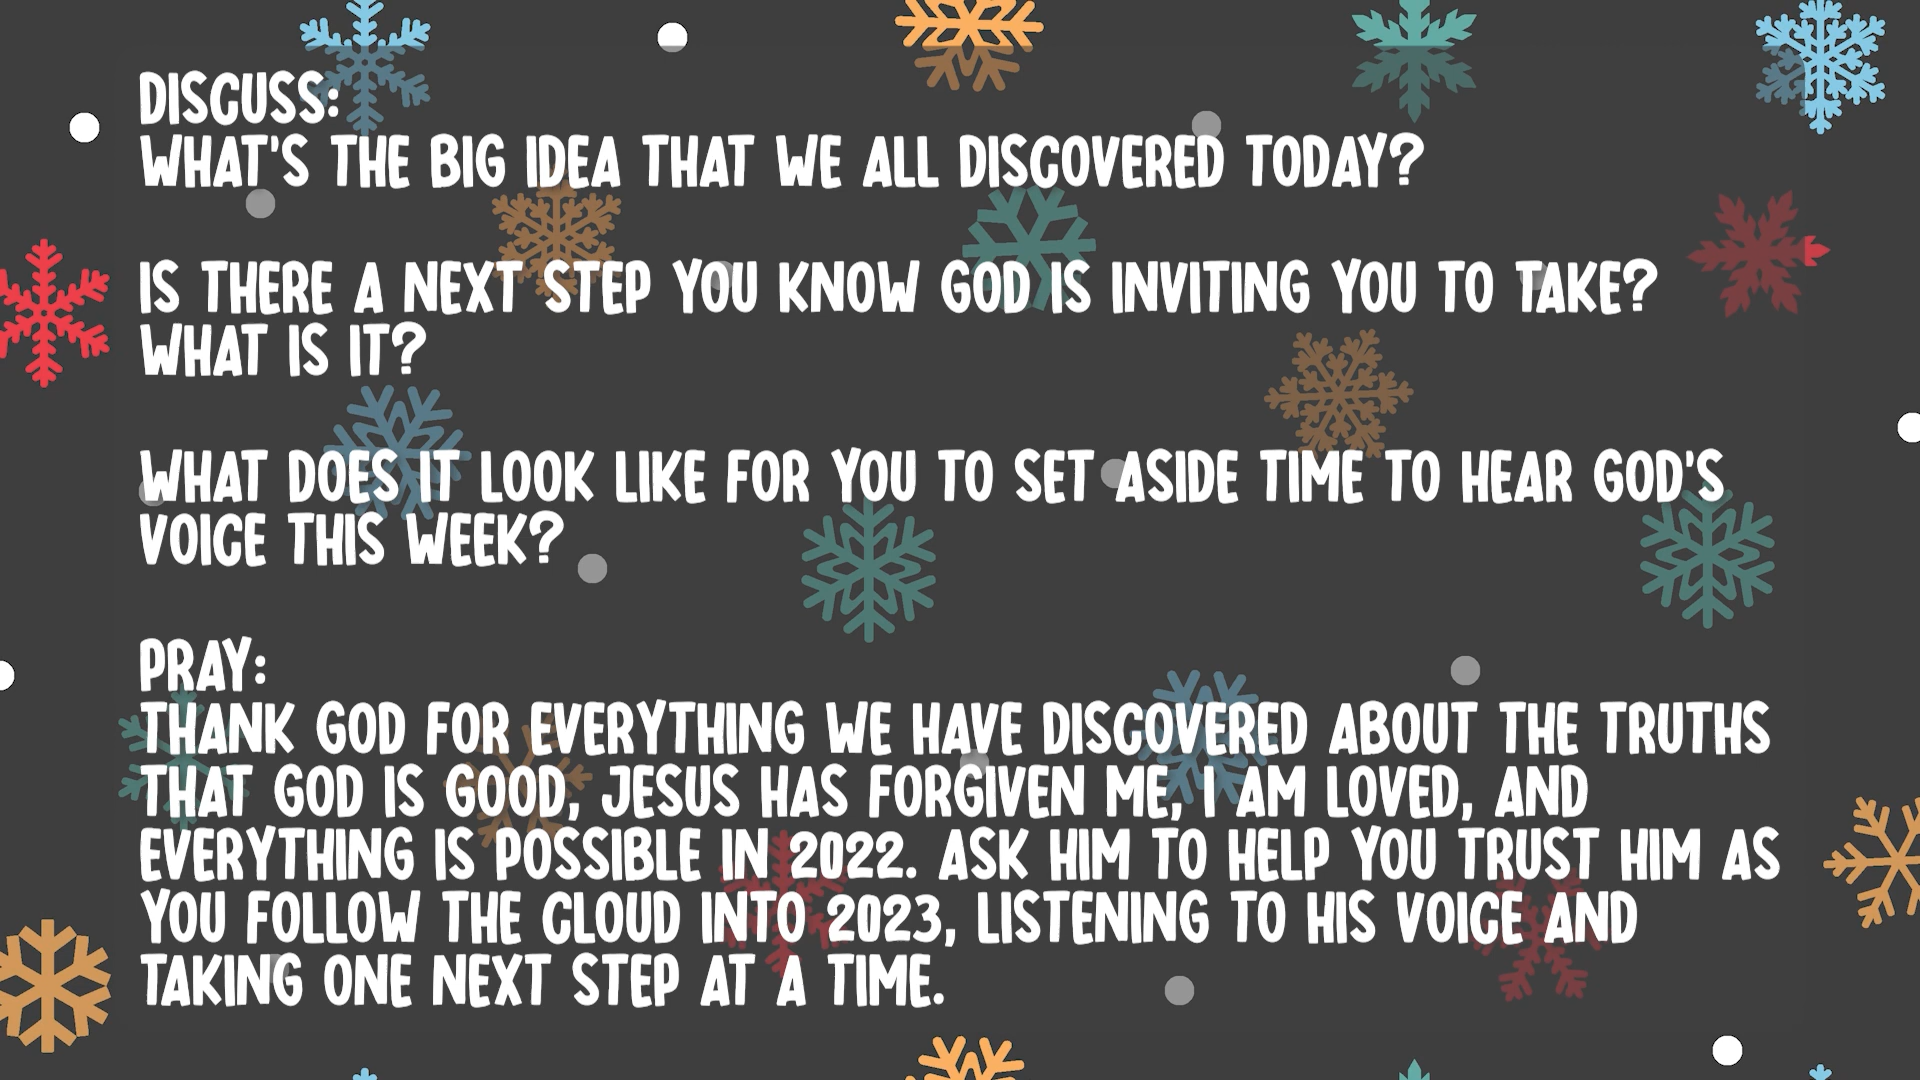 DISCUSS:
WHAT'S THE BIG IDEA THAT WE ALL DISCOVERED TODAY?
IS THERE A NEXT STEP YOU KNOW GOD IS INVITING YOU TO TAKE?
WHAT IS IT?
WHAT DOES IT LOOK LIKE FOR YOU TO SET ASIDE TIME TO HEAR GOD'S
VOICE THIS WEEK?
PRAY:
THANK GOD FOR EVERYTHING WE HAVE DISCOVERED ABOUT THE TRUTHS
THAT GOD IS GOOD, JESUS HAS FORGIVEN ME, I AM LOVED, AND
EVERYTHING IS POSSIBLE IN 2022. ASK HIM TO HELP YOU TRUST HIM AS
YOU FOLLOW THE CLOUD INTO 2023, LISTENING TO HIS VOICE AND
TAKING ONE NEXT STEP AT A TIME.